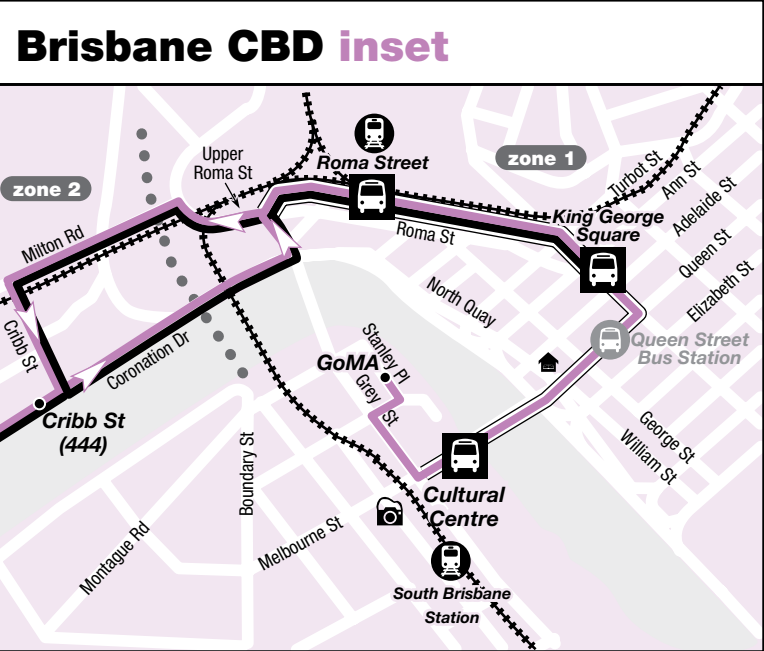 Brisbane CBD inset
Upper
Roma St
Roma Street
zone 1
zone 2
Turbot St
Ann St
Adelaide St
Queen St
Elizabeth St
King George
Square
Milton Rd
Roma St
North Quay
Cribb St
Coronation Dr
Stanley Pl
GoMA
Grey St
Queen Street
Bus Station
Cribb St
(444)
George St
William St
Boundary St
Cultural
Centre
Montague Rd
Melbourne St
South Brisbane
Station